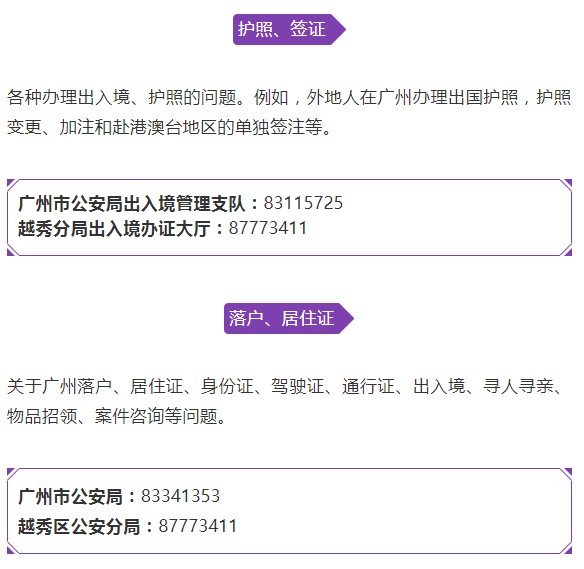 护照、签证
各种办理出入境、护照的问题。例如，外地人在广州办理出国护照，护照
变更、加注和赴港澳台地区的单独签注等。
广州市公安局出入境管理支队：83115725
越秀分局出入境办证大厅：87773411
落户、居住证
关于广州落户、居住证、身份证、驾驶证、通行证、出入境、寻人寻亲、
物品招领、案件咨询等问题。
广州市公安局：83341353
越秀区公安分局：87773411